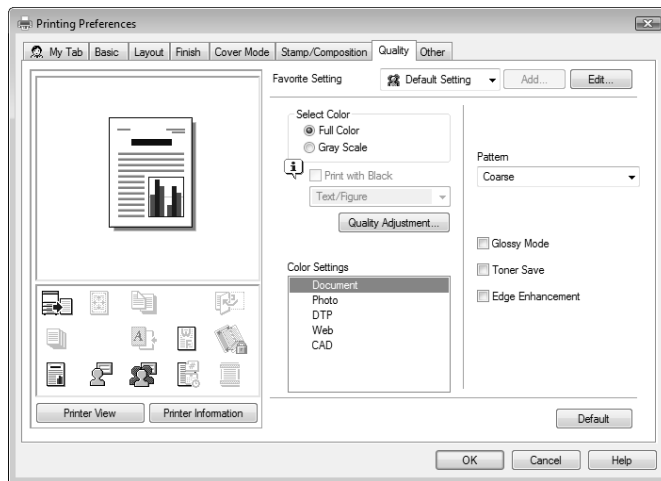 Printing Preferences
My Tab Basic Layout Finish Cover Mode Stamp/Composition Quality Other
Favorite Setting Default Setting Add... Edit...
Select Color
Full Color
Gray Scale
Print with Black
Text/Figure
Quality Adjustment...
Pattern
Coarse
Glossy Mode
Toner Save
Edge Enhancement
Color Settings
Document
Photo
DTP
Web
CAD
Printer View Printer Information
Default
OK Cancel Help